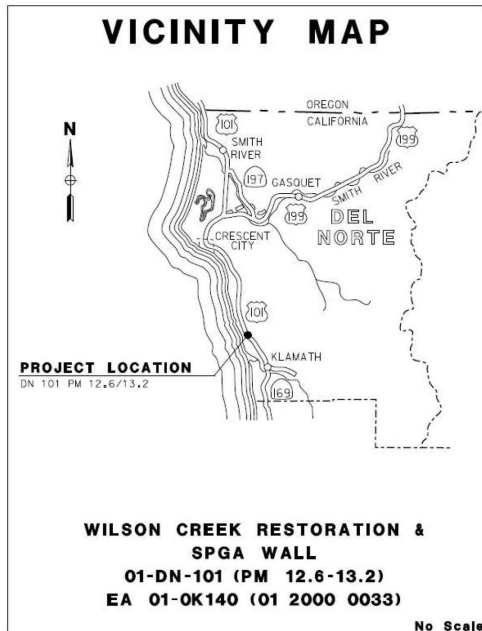 VICINITY MAP
OREGON
CALIFORNIA
101
199
N
SMITH
RIVER
197
GASQUET
SMITH RIVER
199
DEL
NORTE
CRESCENT
CITY
101
PROJECT LOCATION
DN 101 PM 12.6/13.2
KLAMATH
169
WILSON CREEK RESTORATION &
SPGA WALL
01-DN-101 (PM 12.6-13.2)
EA 01-0K140 (01 2000 0033)
No Scale